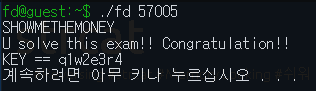 fd@guest:~$ ./fd 57005
SHOWMETHEMONEY
U solve this exam!! Congratulation!!
KEY == q1w2e3r4
계속하려면 아무 키나 누르십시오 . . .